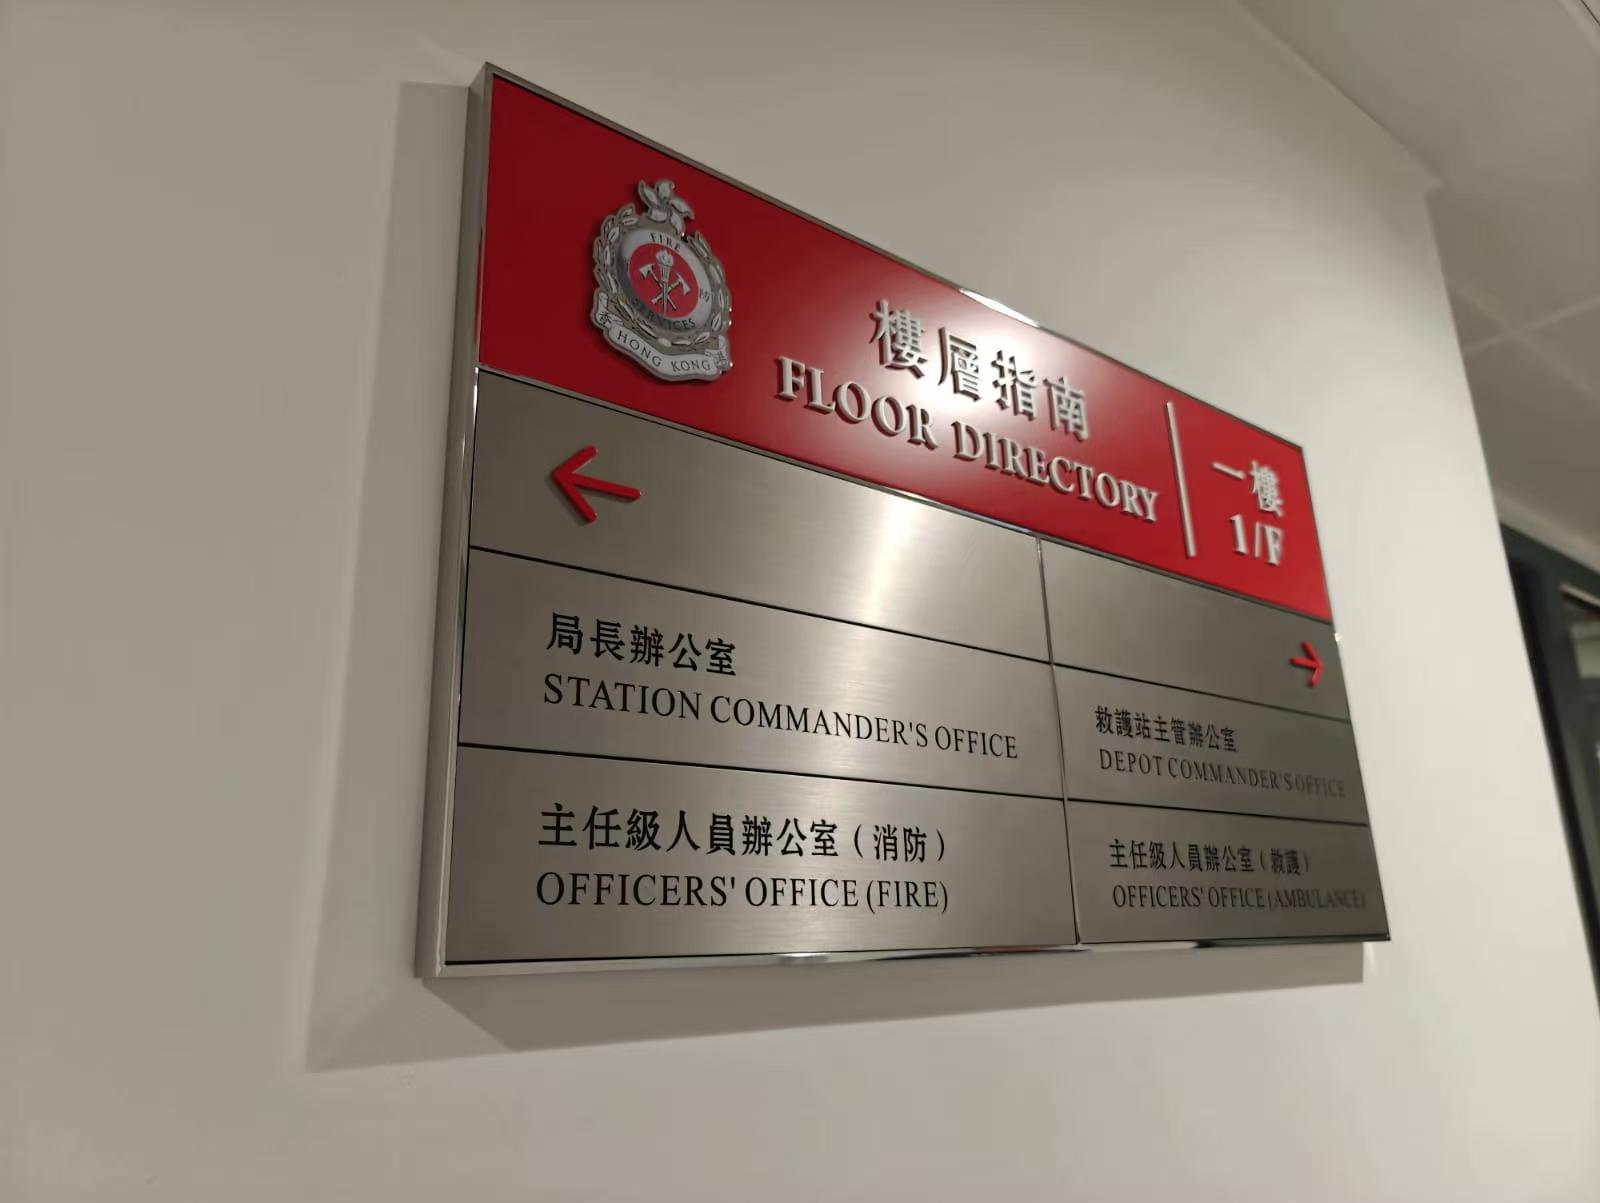 FIRE
防
SERVICES
香
HONG KONG
港
樓層指南
FLOOR DIRECTORY
一樓
1/F
局長辦公室
STATION COMMANDER'S OFFICE
主任級人員辦公室（消防）
OFFICERS' OFFICE (FIRE)
救護站主管辦公室
DEPOT COMMANDER'S OFFICE
主任級人員辦公室（救護）
OFFICERS' OFFICE (AMBULANCE)